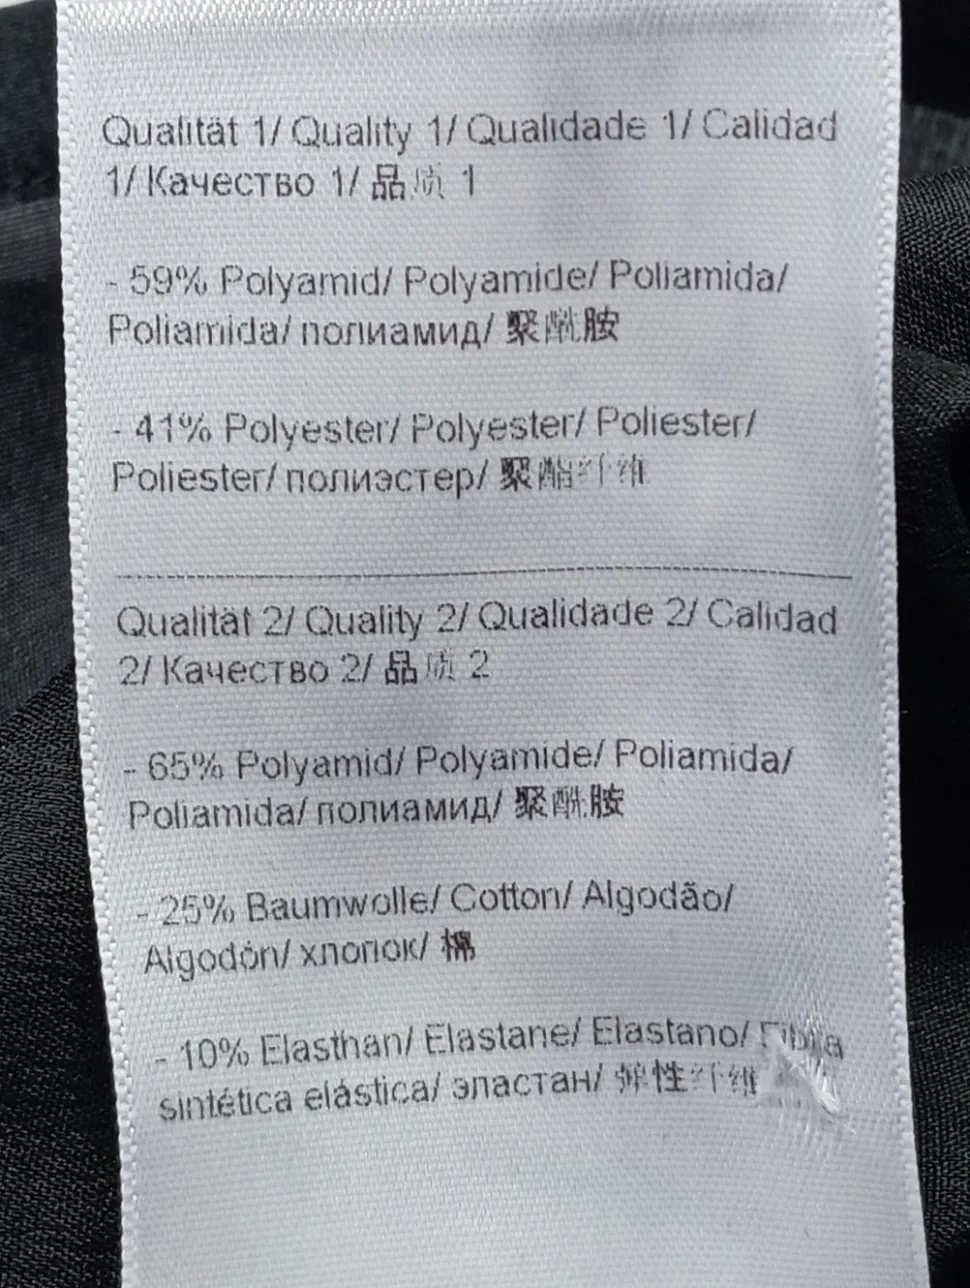 Qualität 1/ Quality 1/ Qualidade 1/ Calidad
1/ Качество 1/ 品质 1
- 59% Polyamid/ Polyamide/ Poliamida/
Poliamida/ полиамид/ 聚酰胺
- 41% Polyester/ Polyester/ Poliester/
Poliester/ полиэстер/ 聚酯纤维
Qualität 2/ Quality 2/ Qualidade 2/ Calidad
2/ Качество 2/ 品质 2
- 65% Polyamid/ Polyamide/ Poliamida/
Poliamida/ полиамид/ 聚酰胺
- 25% Baumwolle/ Cotton/ Algodão/
Algodón/ хлопок/ 棉
- 10% Elasthan/ Elastane/ Elastano/
sintética elástica/ эластан/ 弹性纤维